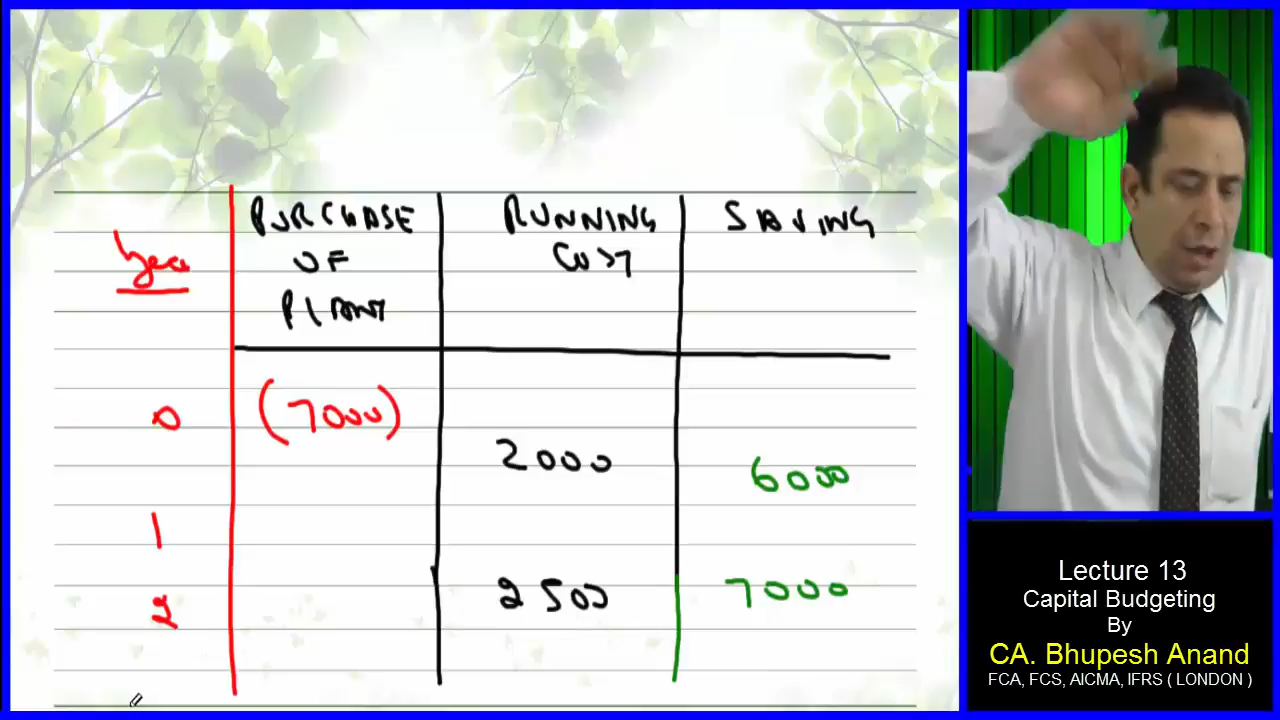 Year
PURCHASE
OF
PLANT
RUNNING
COST
SAVING
0
(7000)
2000
6000
1
2
2500
7000
Lecture 13
Capital Budgeting
By
CA. Bhupesh Anand
FCA, FCS, AICMA, IFRS ( LONDON )